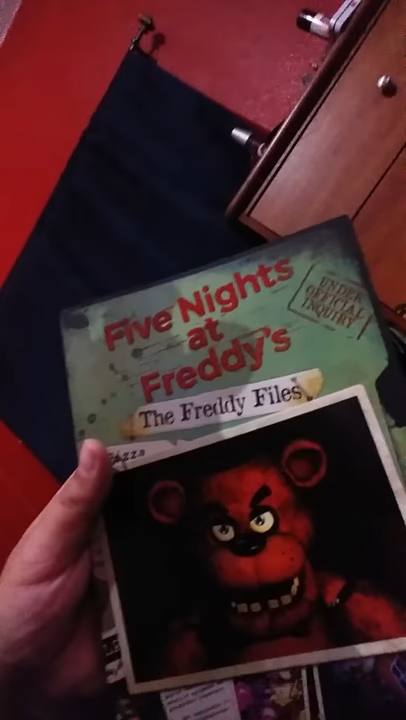 Five Nights
at
Freddy's
UNDER
OFFICIAL
INQUIRY
The Freddy Files